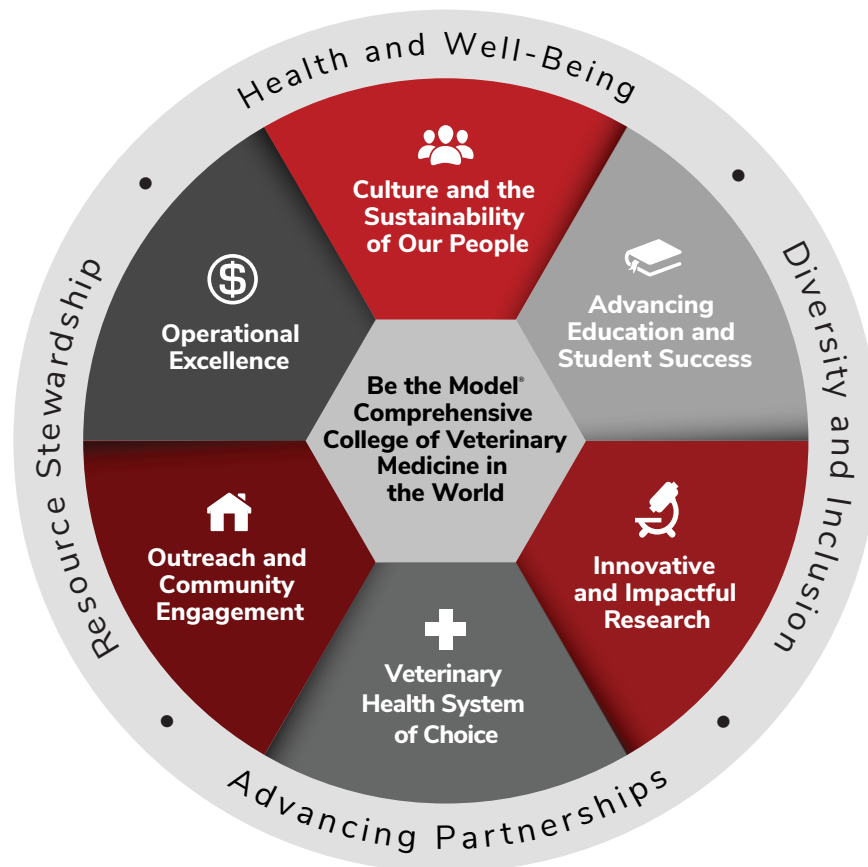 Health and Well-Being
Culture and the
Sustainability
of Our People
Advancing
Education and
Student Success
Diversity and Inclusion
Innovative
and Impactful
Research
Veterinary
Health System
of Choice
Advancing Partnerships
Outreach and
Community
Engagement
Resource Stewardship
$
Operational
Excellence
Be the Model®
Comprehensive
College of Veterinary
Medicine in
the World